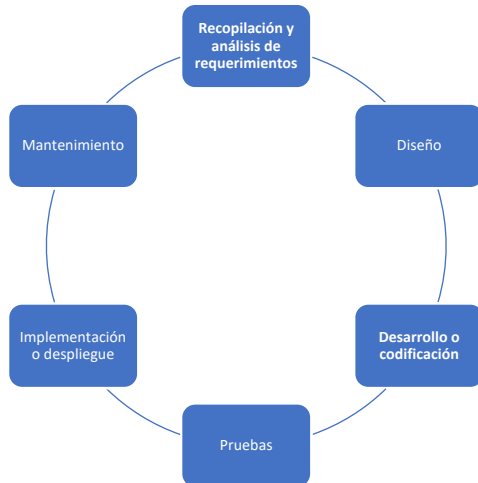 Recopilación y
análisis de
requerimientos
Diseño
Desarrollo o
codificación
Pruebas
Implementación
o despliegue
Mantenimiento